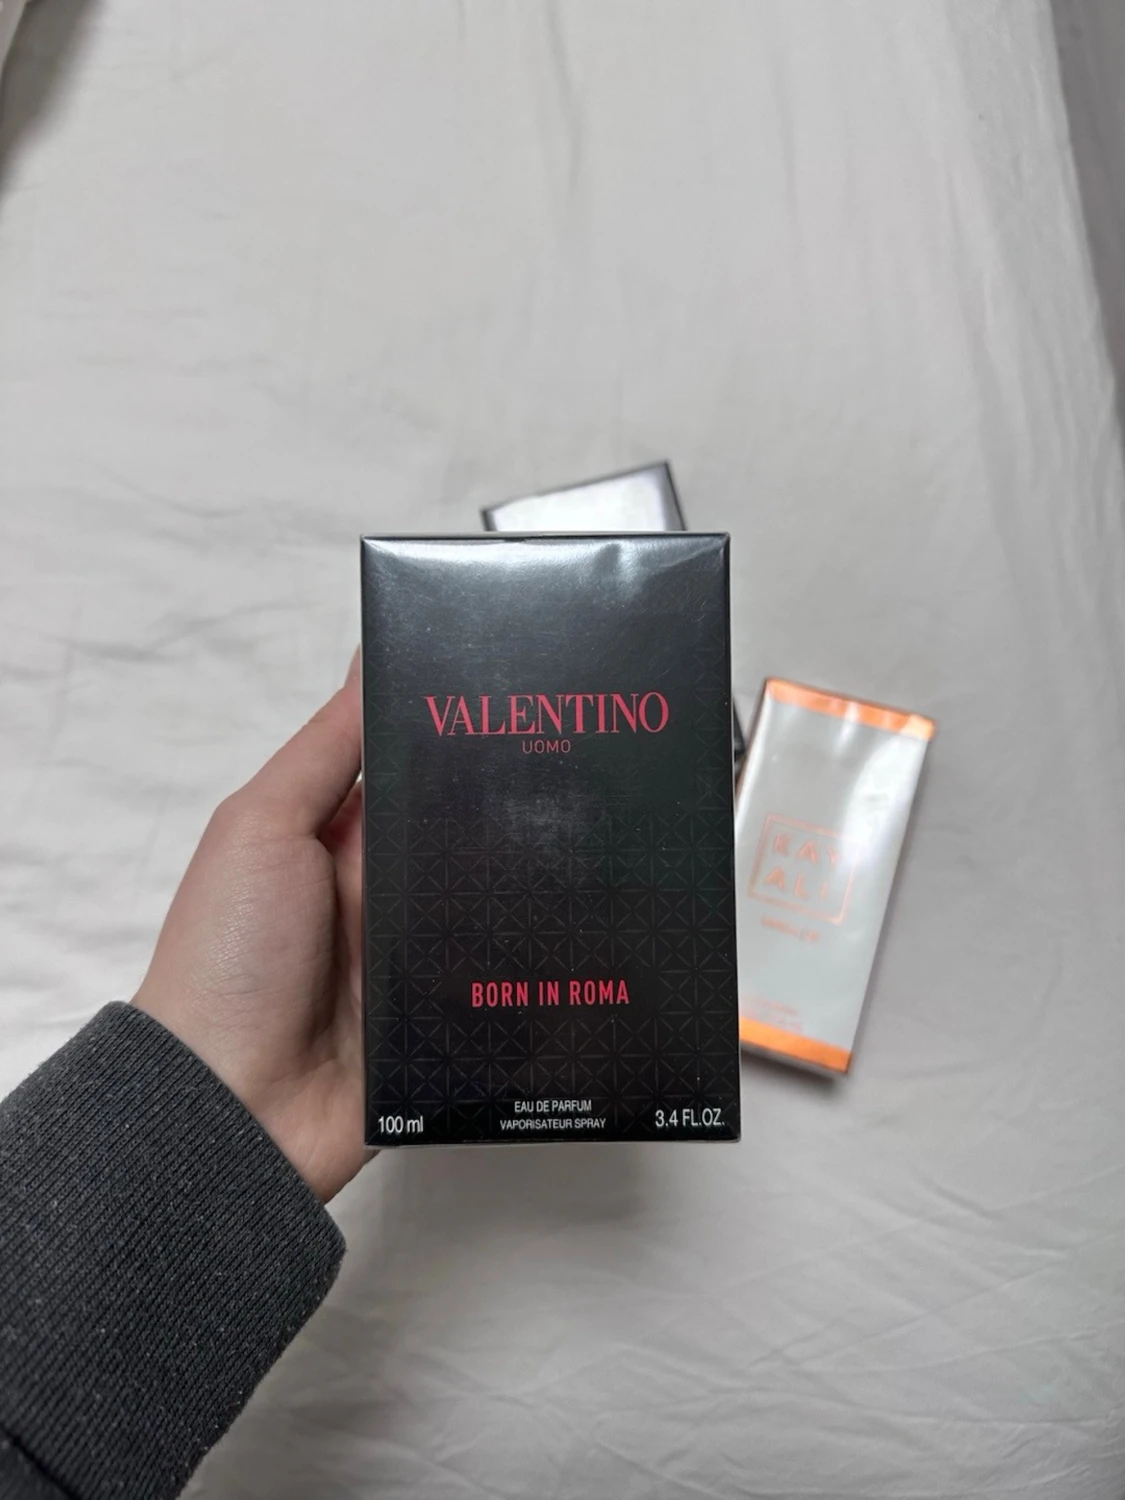 VALENTINO
UOMO
BORN IN ROMA
EAU DE PARFUM
VAPORISATEUR SPRAY
100 ml
3.4 FL.OZ.
KAY
ALI